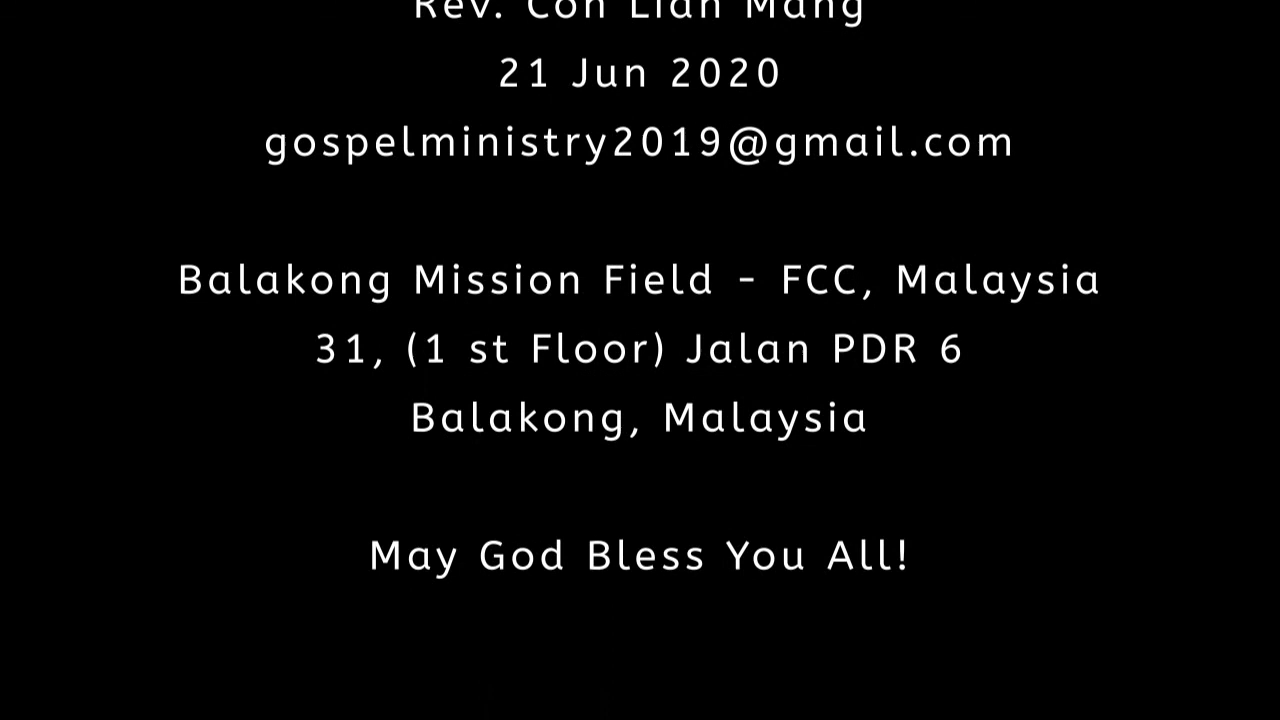 Rev. Con Lian Mang
21 Jun 2020
gospelministry2019@gmail.com
Balakong Mission Field - FCC, Malaysia
31, (1 st Floor) Jalan PDR 6
Balakong, Malaysia
May God Bless You All!